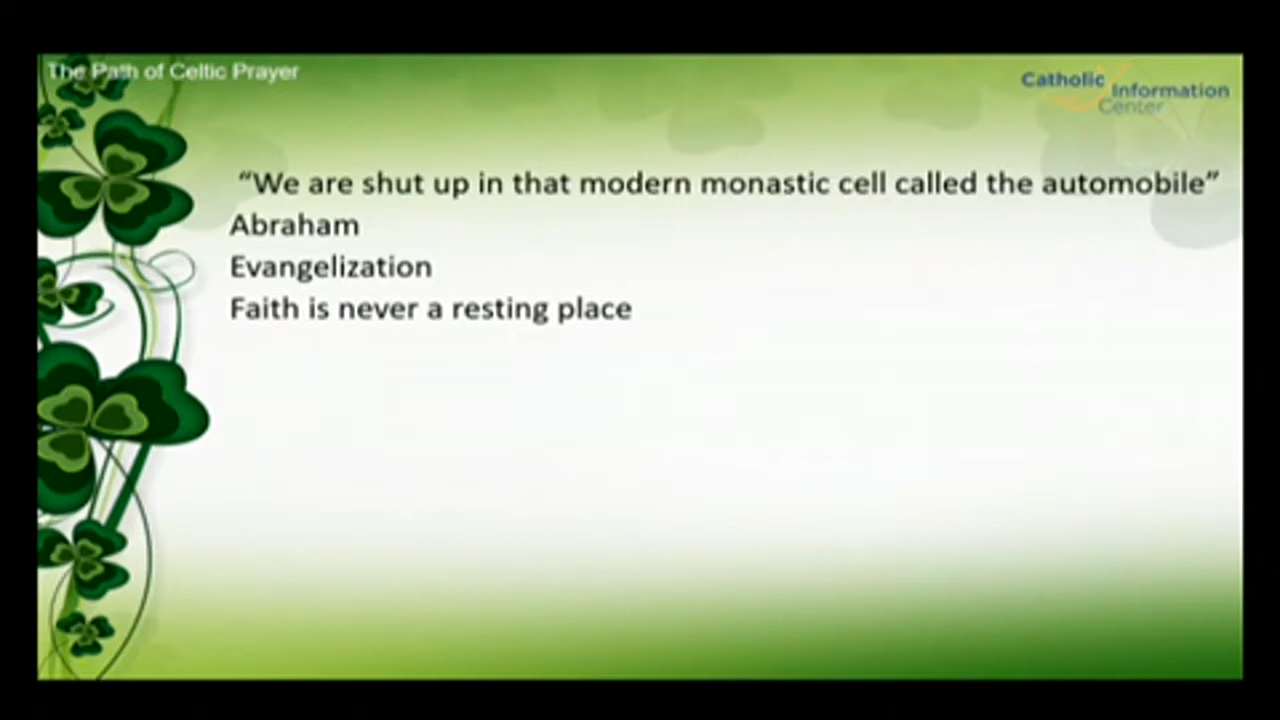 The Path of Celtic Prayer
Catholic Information Center
“We are shut up in that modern monastic cell called the automobile”
Abraham
Evangelization
Faith is never a resting place